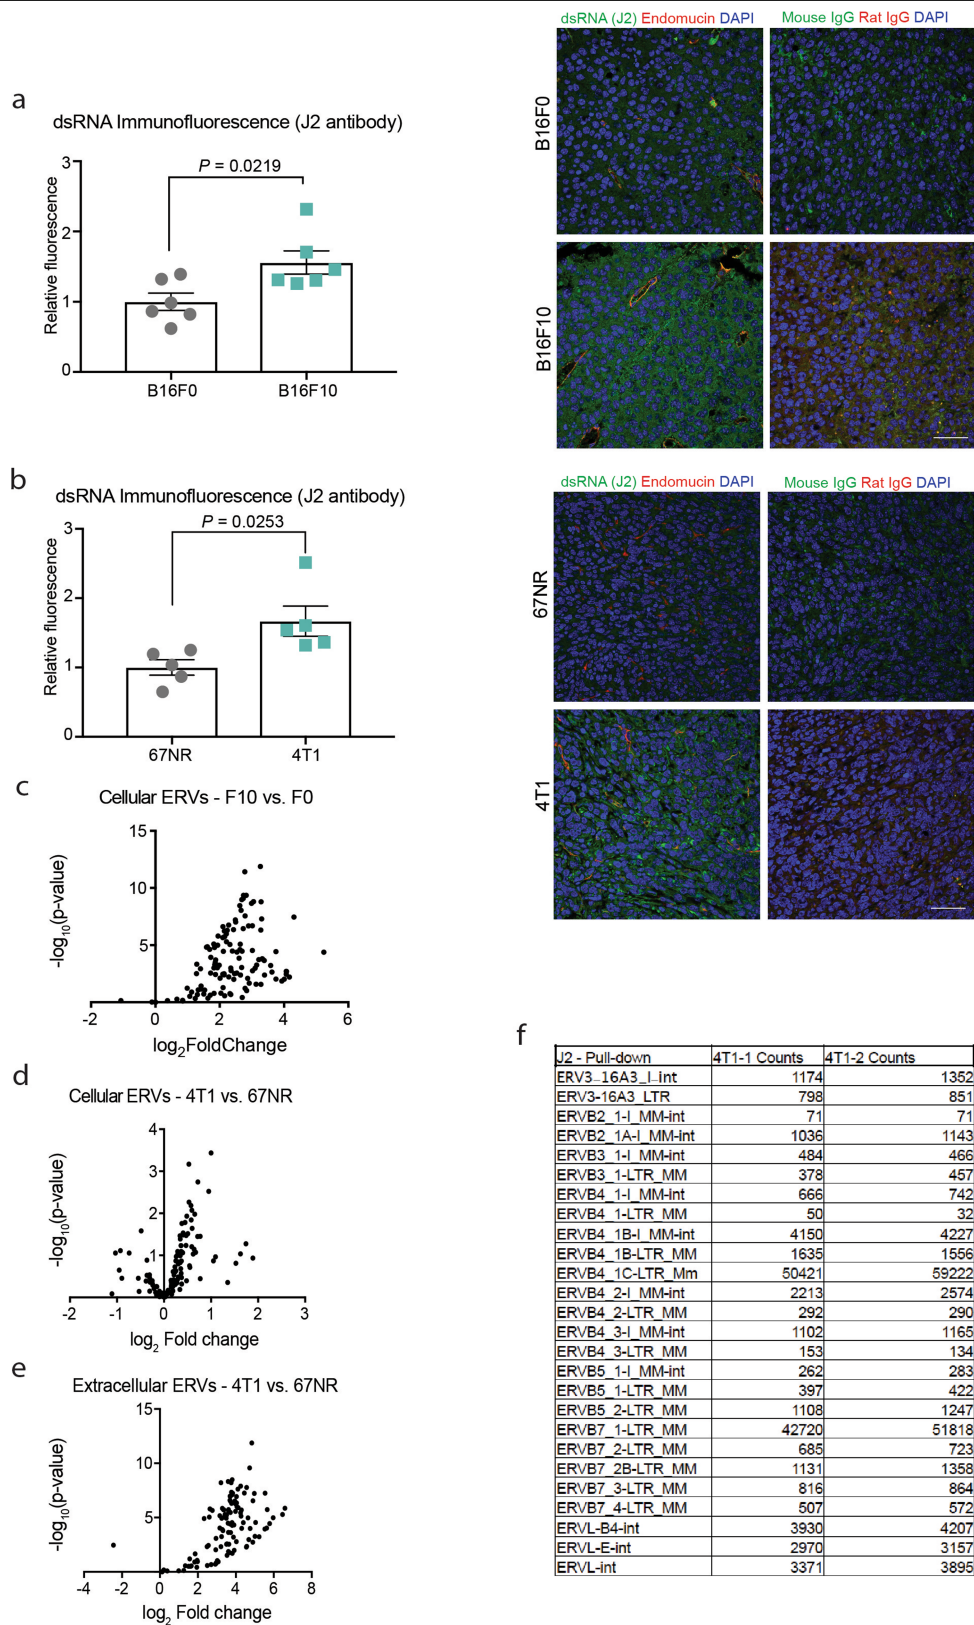 a
dsRNA Immunofluorescence (J2 antibody)
P = 0.0219
Relative fluorescence
3
2
1
0
B16F0
B16F10
dsRNA (J2) Endomucin DAPI
Mouse IgG Rat IgG DAPI
B16F0
B16F10
b
dsRNA Immunofluorescence (J2 antibody)
P = 0.0253
Relative fluorescence
3
2
1
0
67NR
4T1
dsRNA (J2) Endomucin DAPI
Mouse IgG Rat IgG DAPI
67NR
4T1
c
Cellular ERVs - F10 vs. F0
-log10(p-value)
15
10
5
-2 0 2 4 6
log2FoldChange
d
Cellular ERVs - 4T1 vs. 67NR
-log10(p-value)
4
3
2
1
0
-2 -1 0 1 2 3
log2 Fold change
e
Extracellular ERVs - 4T1 vs. 67NR
-log10(p-value)
15
10
5
-4 -2 0 2 4 6 8
log2 Fold change
f
J2 - Pull-down 4T1-1 Counts 4T1-2 Counts
ERV3-16A3_I-int 1174 1352
ERV3-16A3_LTR 798 851
ERVB2_1-I_MM-int 71 71
ERVB2_1A-I_MM-int 1036 1143
ERVB3_1-I_MM-int 484 466
ERVB3_1-LTR_MM 378 457
ERVB4_1-I_MM-int 666 742
ERVB4_1-LTR_MM 50 32
ERVB4_1B-I_MM-int 4150 4227
ERVB4_1B-LTR_MM 1635 1556
ERVB4_1C-LTR_Mm 50421 59222
ERVB4_2-I_MM-int 2213 2574
ERVB4_2-LTR_MM 292 290
ERVB4_3-I_MM-int 1102 1165
ERVB4_3-LTR_MM 153 134
ERVB5_1-I_MM-int 262 283
ERVB5_1-LTR_MM 397 422
ERVB5_2-LTR_MM 1108 1247
ERVB7_1-LTR_MM 42720 51818
ERVB7_2-LTR_MM 685 723
ERVB7_2B-LTR_MM 1131 1358
ERVB7_3-LTR_MM 816 864
ERVB7_4-LTR_MM 507 572
ERVL-B4-int 3930 4207
ERVL-E-int 2970 3157
ERVL-int 3371 3895